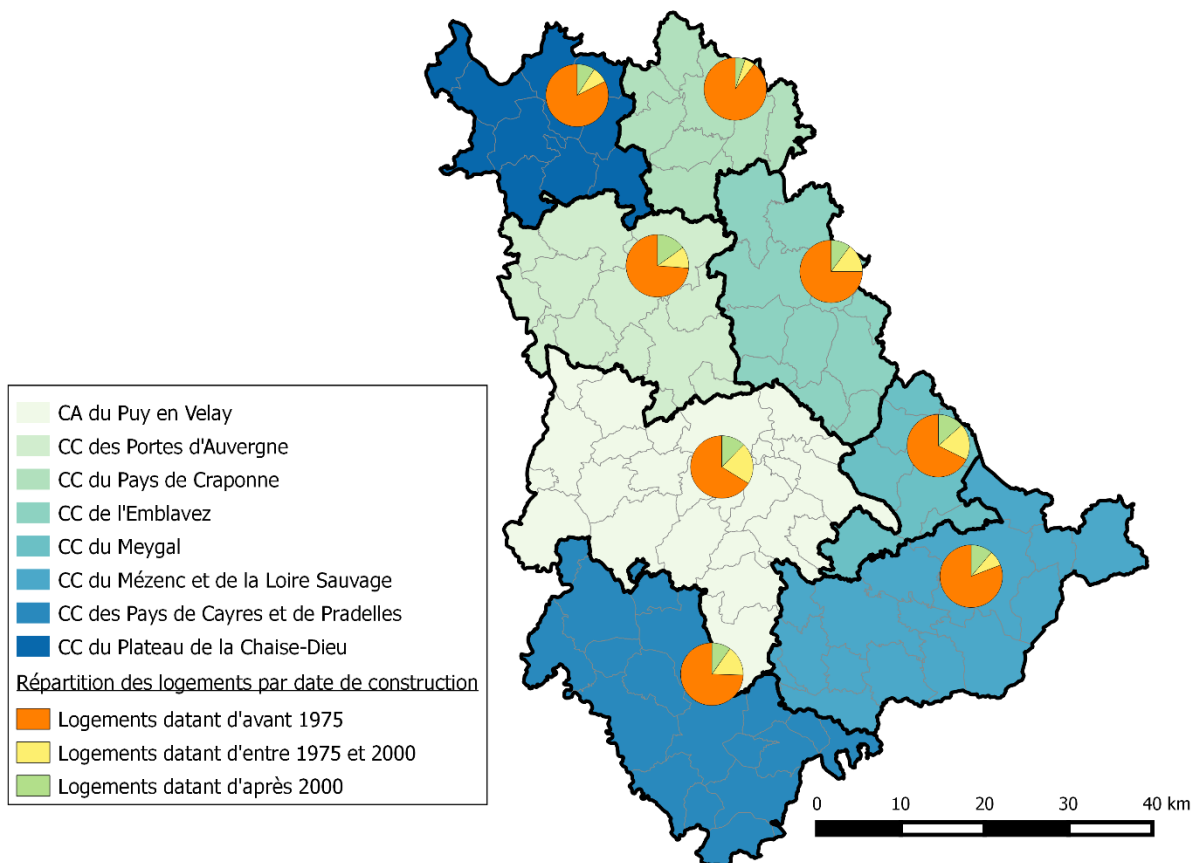 CA du Puy en Velay
CC des Portes d'Auvergne
CC du Pays de Craponne
CC de l'Emblavez
CC du Meygal
CC du Mézenc et de la Loire Sauvage
CC des Pays de Cayres et de Pradelles
CC du Plateau de la Chaise-Dieu
Répartition des logements par date de construction
Logements datant d'avant 1975
Logements datant d'entre 1975 et 2000
Logements datant d'après 2000
0 10 20 30 40 km